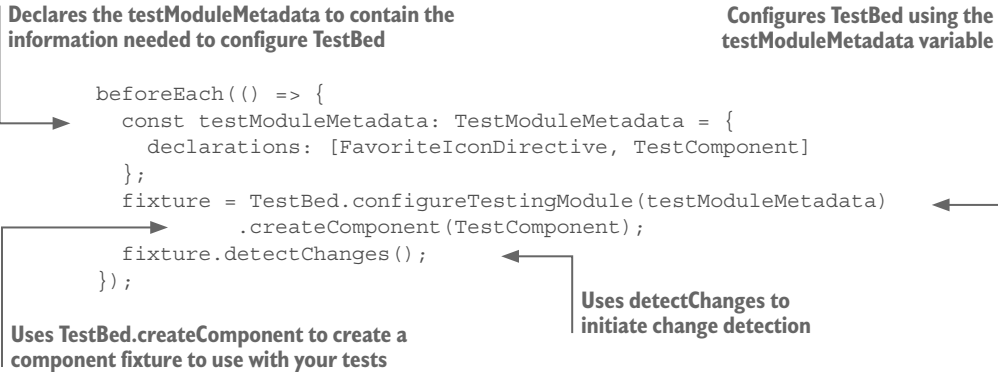 Declares the testModuleMetadata to contain the
information needed to configure TestBed
Configures TestBed using the
testModuleMetadata variable
beforeEach(() => {
const testModuleMetadata: TestModuleMetadata = {
declarations: [FavoriteIconDirective, TestComponent]
};
fixture = TestBed.configureTestingModule(testModuleMetadata)
.createComponent(TestComponent);
fixture.detectChanges();
});
Uses detectChanges to
initiate change detection
Uses TestBed.createComponent to create a
component fixture to use with your tests